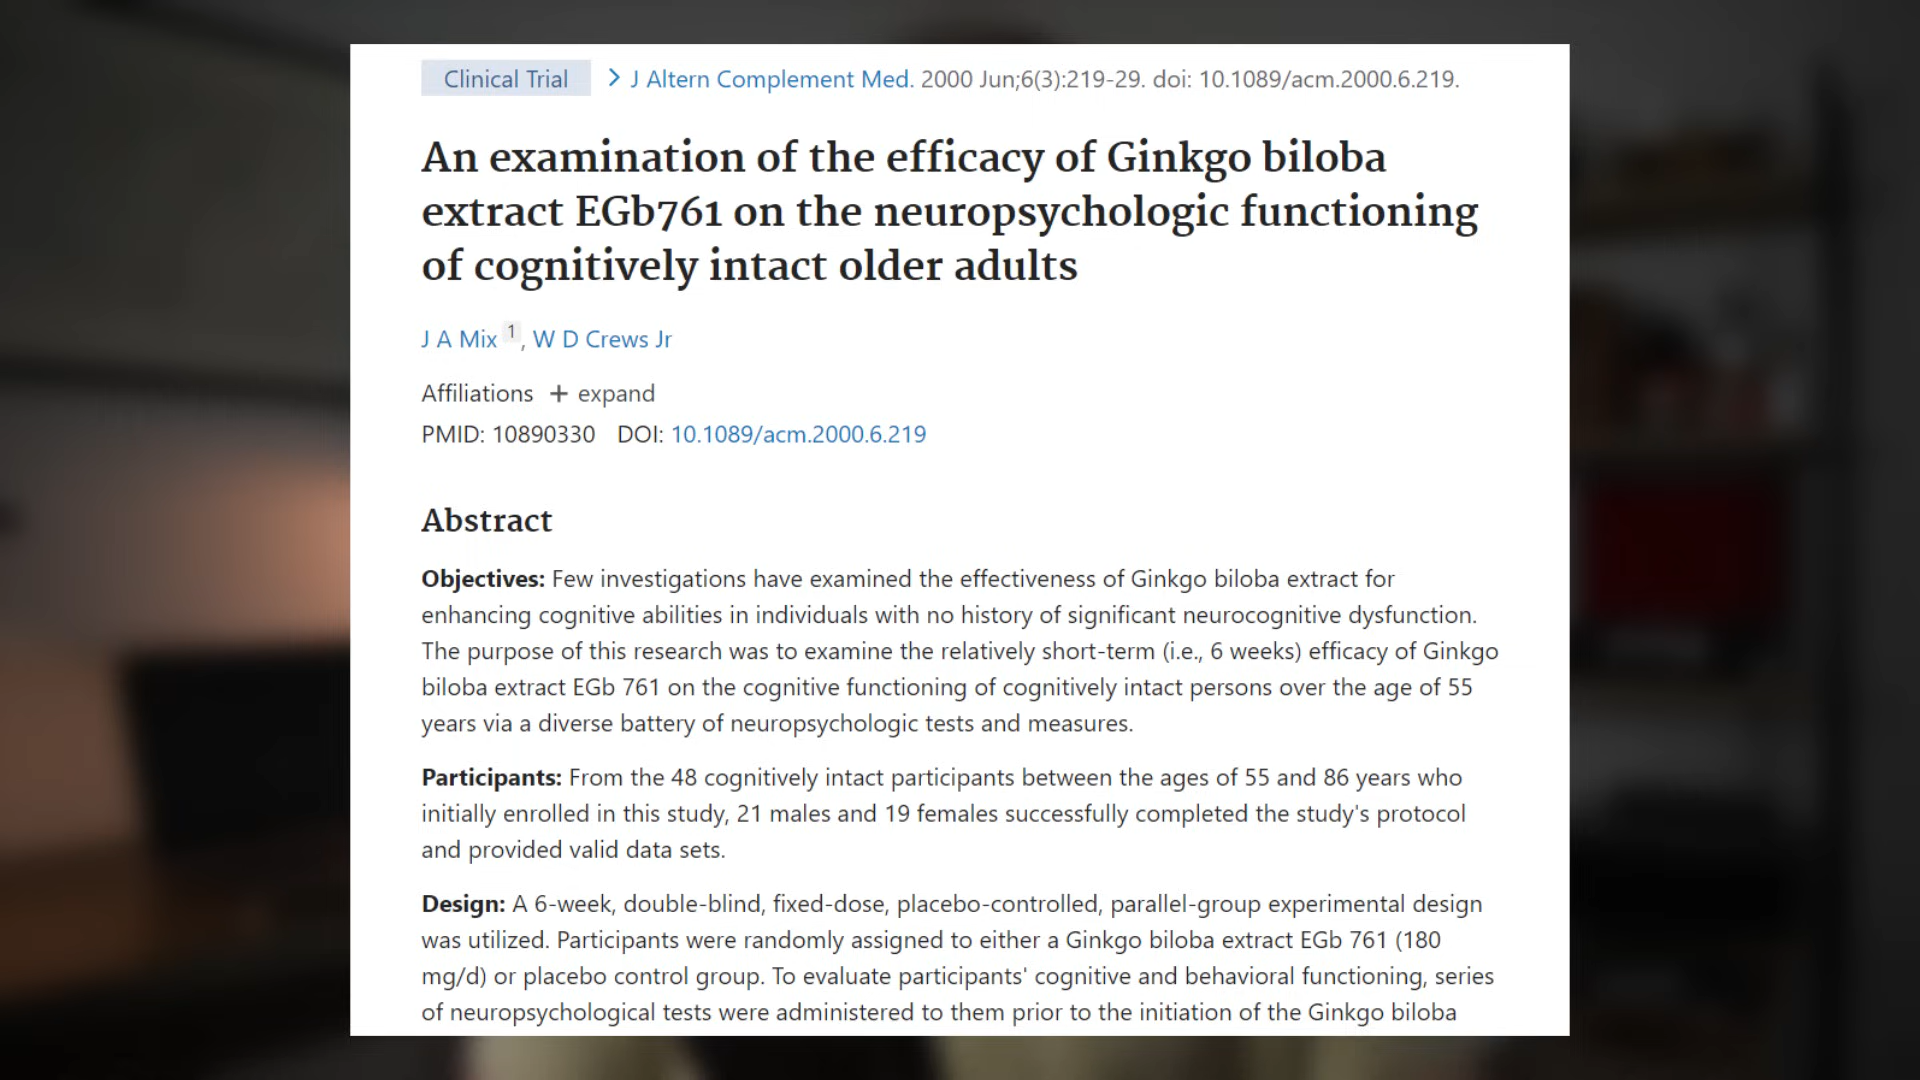 Clinical Trial > J Altern Complement Med. 2000 Jun;6(3):219-29. doi: 10.1089/acm.2000.6.219.
An examination of the efficacy of Ginkgo biloba
extract EGb761 on the neuropsychologic functioning
of cognitively intact older adults
J A Mix 1, W D Crews Jr
Affiliations + expand
PMID: 10890330 DOI: 10.1089/acm.2000.6.219
Abstract
Objectives: Few investigations have examined the effectiveness of Ginkgo biloba extract for
enhancing cognitive abilities in individuals with no history of significant neurocognitive dysfunction.
The purpose of this research was to examine the relatively short-term (i.e., 6 weeks) efficacy of Ginkgo
biloba extract EGb 761 on the cognitive functioning of cognitively intact persons over the age of 55
years via a diverse battery of neuropsychologic tests and measures.
Participants: From the 48 cognitively intact participants between the ages of 55 and 86 years who
initially enrolled in this study, 21 males and 19 females successfully completed the study's protocol
and provided valid data sets.
Design: A 6-week, double-blind, fixed-dose, placebo-controlled, parallel-group experimental design
was utilized. Participants were randomly assigned to either a Ginkgo biloba extract EGb 761 (180
mg/d) or placebo control group. To evaluate participants' cognitive and behavioral functioning, series
of neuropsychological tests were administered to them prior to the initiation of the Ginkgo biloba